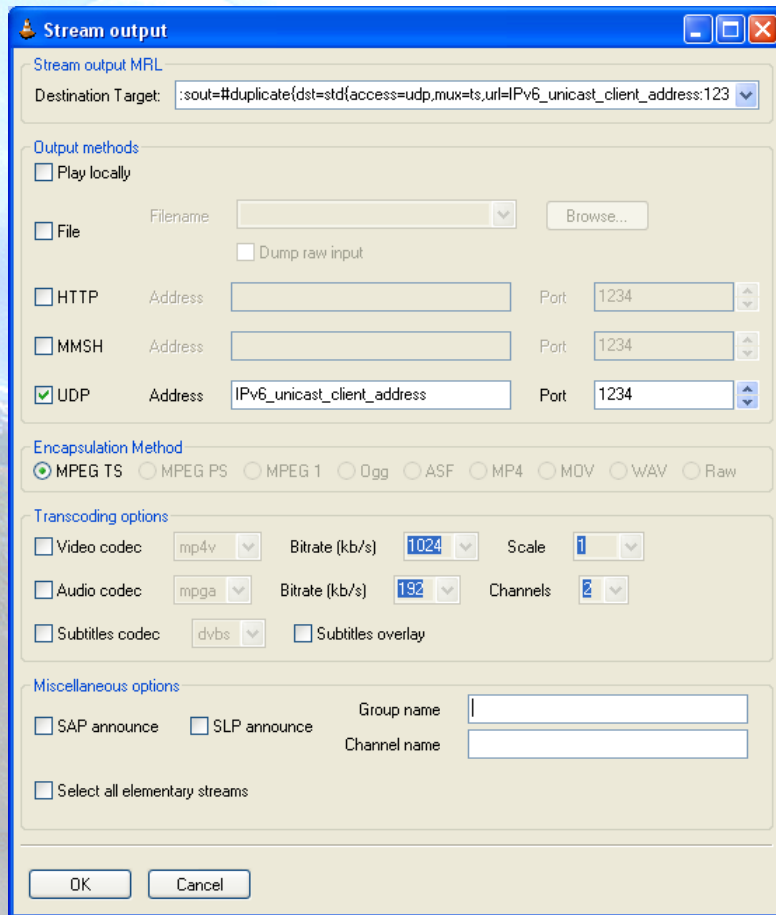 Stream output
Stream output MRL
Destination Target: :sout=#duplicate{dst=std{access=udp,mux=ts,url=IPv6_unicast_client_address:123
Output methods
Play locally
File Filename Browse...
Dump raw input
HTTP Address Port 1234
MMSH Address Port 1234
UDP Address IPv6_unicast_client_address Port 1234
Encapsulation Method
MPEG TS MPEG PS MPEG 1 Ogg ASF MP4 MOV WAV Raw
Transcoding options
Video codec mp4v Bitrate (kb/s) 1024 Scale 1
Audio codec mpga Bitrate (kb/s) 192 Channels 2
Subtitles codec dvbs Subtitles overlay
Miscellaneous options
SAP announce SLP announce Group name
Channel name
Select all elementary streams
OK Cancel